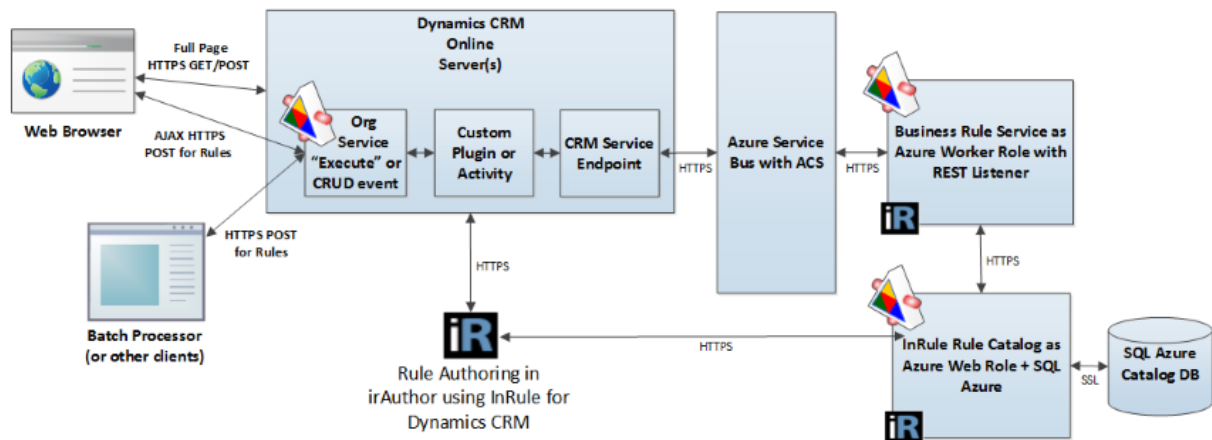 Dynamics CRM
Online
Server(s)
Full Page
HTTPS GET/POST
Web Browser
AJAX HTTPS
POST for Rules
Org
Service
“Execute” or
CRUD event
Custom
Plugin or
Activity
CRM Service
Endpoint
HTTPS
Azure Service
Bus with ACS
HTTPS
Business Rule Service as
Azure Worker Role with
REST Listener
iR
HTTPS POST
for Rules
Batch Processor
(or other clients)
HTTPS
HTTPS
iR
Rule Authoring in
irAuthor using InRule for
Dynamics CRM
HTTPS
InRule Rule Catalog as
Azure Web Role + SQL
Azure
iR
SSL
SQL Azure
Catalog DB